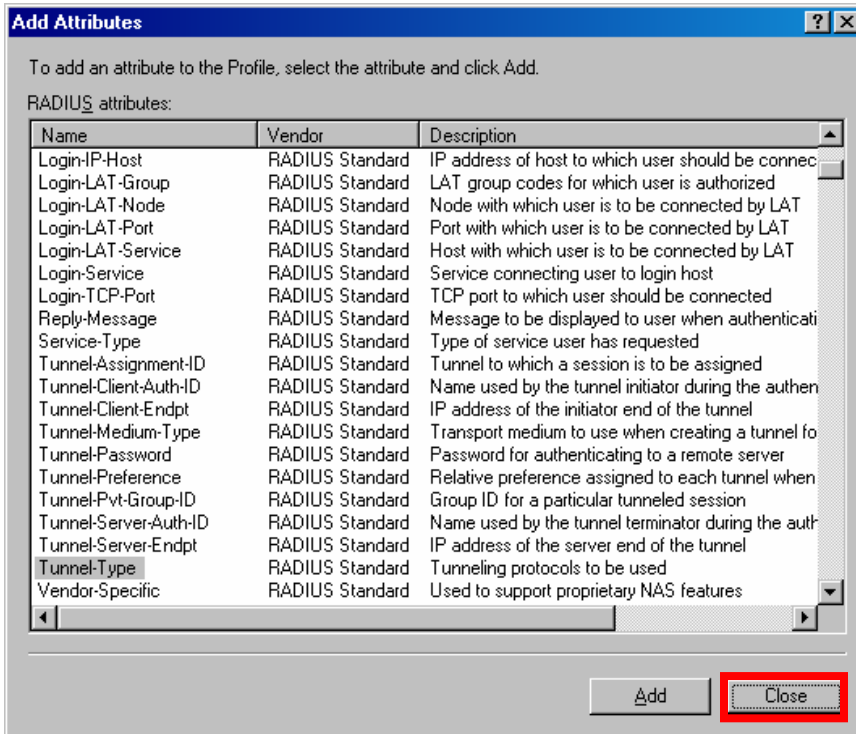 Add Attributes
To add an attribute to the Profile, select the attribute and click Add.
RADIUS attributes:
Name Vendor Description
Login-IP-Host RADIUS Standard IP address of host to which user should be connec
Login-LAT-Group RADIUS Standard LAT group codes for which user is authorized
Login-LAT-Node RADIUS Standard Node with which user is to be connected by LAT
Login-LAT-Port RADIUS Standard Port with which user is to be connected by LAT
Login-LAT-Service RADIUS Standard Host with which user is to be connected by LAT
Login-Service RADIUS Standard Service connecting user to login host
Login-TCP-Port RADIUS Standard TCP port to which user should be connected
Reply-Message RADIUS Standard Message to be displayed to user when authenticati
Service-Type RADIUS Standard Type of service user has requested
Tunnel-Assignment-ID RADIUS Standard Tunnel to which a session is to be assigned
Tunnel-Client-Auth-ID RADIUS Standard Name used by the tunnel initiator during the authen
Tunnel-Client-Endpt RADIUS Standard IP address of the initiator end of the tunnel
Tunnel-Medium-Type RADIUS Standard Transport medium to use when creating a tunnel fo
Tunnel-Password RADIUS Standard Password for authenticating to a remote server
Tunnel-Preference RADIUS Standard Relative preference assigned to each tunnel when
Tunnel-Pvt-Group-ID RADIUS Standard Group ID for a particular tunneled session
Tunnel-Server-Auth-ID RADIUS Standard Name used by the tunnel terminator during the auth
Tunnel-Server-Endpt RADIUS Standard IP address of the server end of the tunnel
Tunnel-Type RADIUS Standard Tunneling protocols to be used
Vendor-Specific RADIUS Standard Used to support proprietary NAS features
Add Close